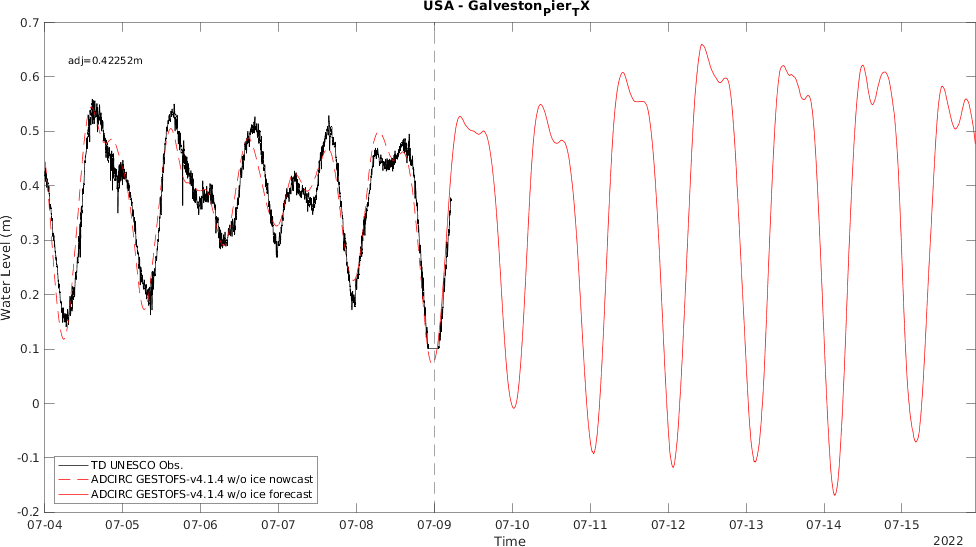 USA - GalvestonPierTX
adj=0.42252m
Water Level (m)
0.7
0.6
0.5
0.4
0.3
0.2
0.1
0
-0.1
-0.2
TD UNESCO Obs.
ADCIRC GESTOFS-v4.1.4 w/o ice nowcast
ADCIRC GESTOFS-v4.1.4 w/o ice forecast
07-04 07-05 07-06 07-07 07-08 07-09 07-10 07-11 07-12 07-13 07-14 07-15
Time
2022